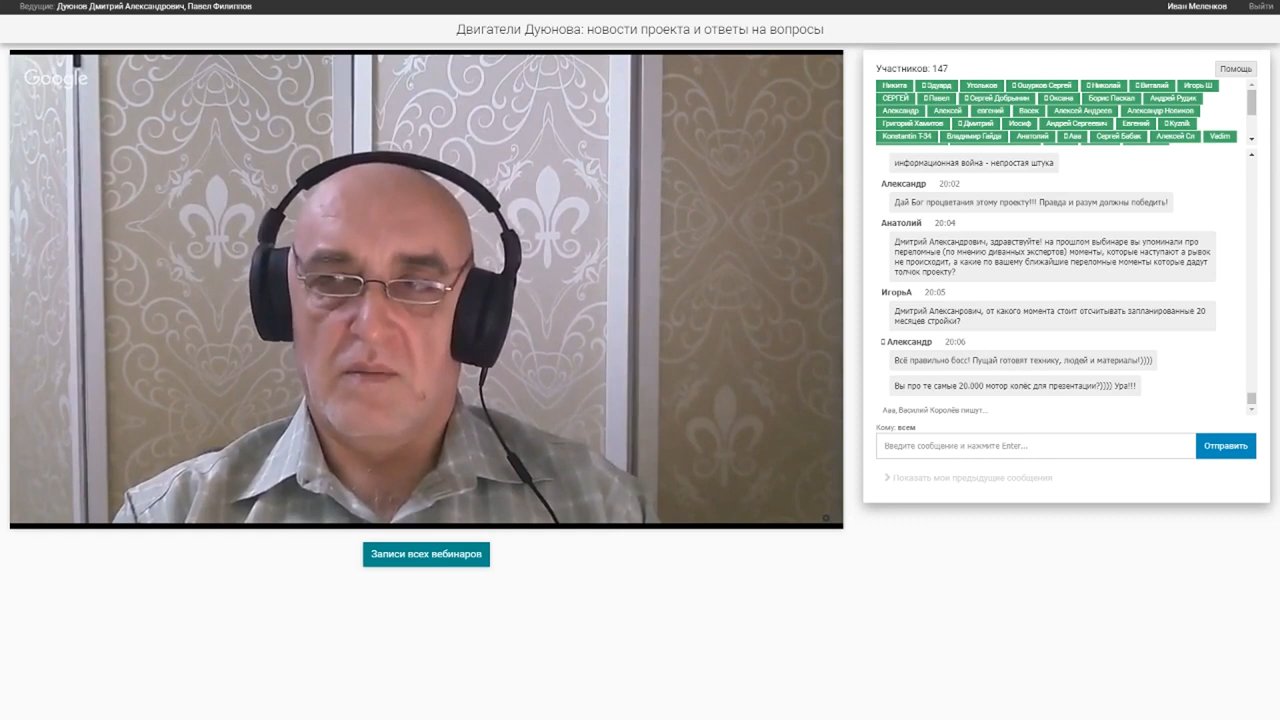 Ведущие: Дуюнов Дмитрий Александрович, Павел Филиппов
Иван Меленков
Выйти
Двигатели Дуюнова: новости проекта и ответы на вопросы
Google
Участников: 147
Помощь
Никита Эдуард Угольков Ошурков Сергей Николай Виталий Игорь Ш
СЕРГЕЙ Павел Сергей Добрынин Оксана Борис Паскал Андрей Рудик
Александр Алексей евгений Васек Алексей Андреев Александр Новиков
Григорий Хамитов Дмитрий Иосиф Андрей Сергеевич Евгений Kyznik
Konstantin T-34 Владимир Гайда Анатолий Ааа Сергей Бабак Алексей Сл Vadim
информационная война - непростая штука
Александр 20:02
Дай Бог процветания этому проекту!!! Правда и разум должны победить!
Анатолий 20:04
Дмитрий Александрович, здравствуйте! на прошлом выбинаре вы упоминали про
переломные (по мнению диванных экспертов) моменты, которые наступают а рывок
не происходит, а какие по вашему ближайшие переломные моменты которые дадут
толчок проекту?
ИгорьА 20:05
Дмитрий Алексанрович, от какого момента стоит отсчитывать запланированные 20
месяцев стройки?
Александр 20:06
Всё правильно босс! Пущай готовят технику, людей и материалы!))))
Вы про те самые 20.000 мотор колёс для презентации?)))) Ура!!!
Ааа, Василий Королёв пишут...
Кому: всем
Введите сообщение и нажмите Enter...
Отправить
Показать мои предыдущие сообщения
Записи всех вебинаров